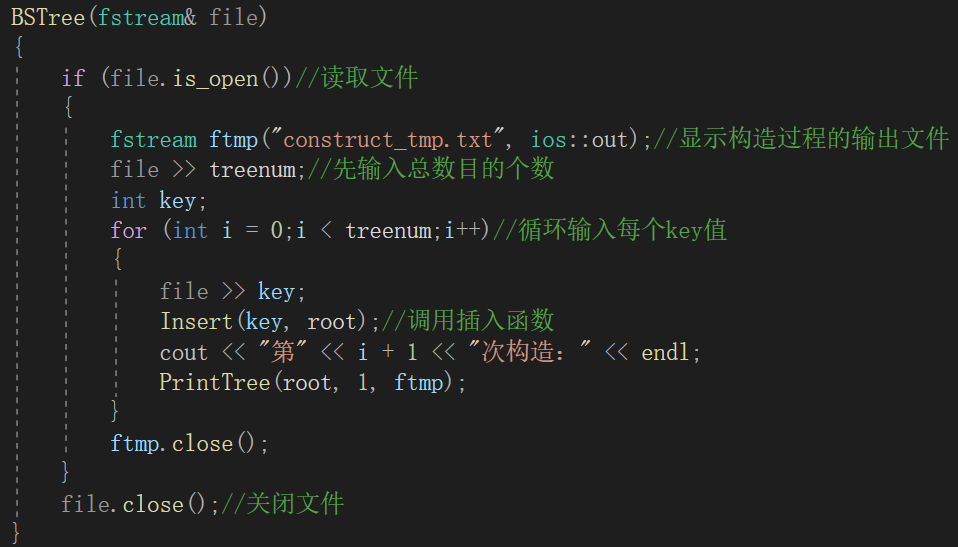 BSTree(fstream& file)
{
if (file.is_open())//读取文件
{
fstream ftmp("construct_tmp.txt", ios::out);//显示构造过程的输出文件
file >> treenum;//先输入总数目的个数
int key;
for (int i = 0;i < treenum;i++)//循环输入每个key值
{
file >> key;
Insert(key, root);//调用插入函数
cout << "第" << i + 1 << "次构造：" << endl;
PrintTree(root, 1, ftmp);
}
ftmp.close();
}
file.close();//关闭文件
}